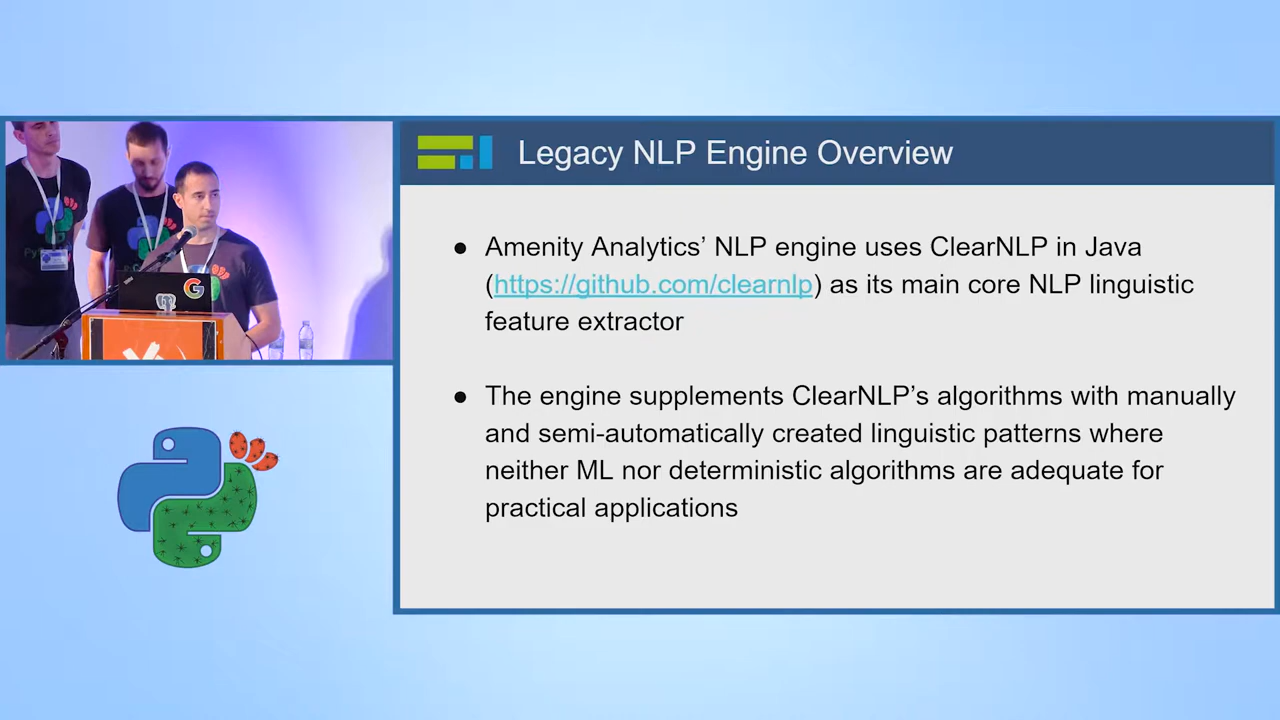 Legacy NLP Engine Overview
● Amenity Analytics’ NLP engine uses ClearNLP in Java
(https://github.com/clearnlp) as its main core NLP linguistic
feature extractor
● The engine supplements ClearNLP’s algorithms with manually
and semi-automatically created linguistic patterns where
neither ML nor deterministic algorithms are adequate for
practical applications
G